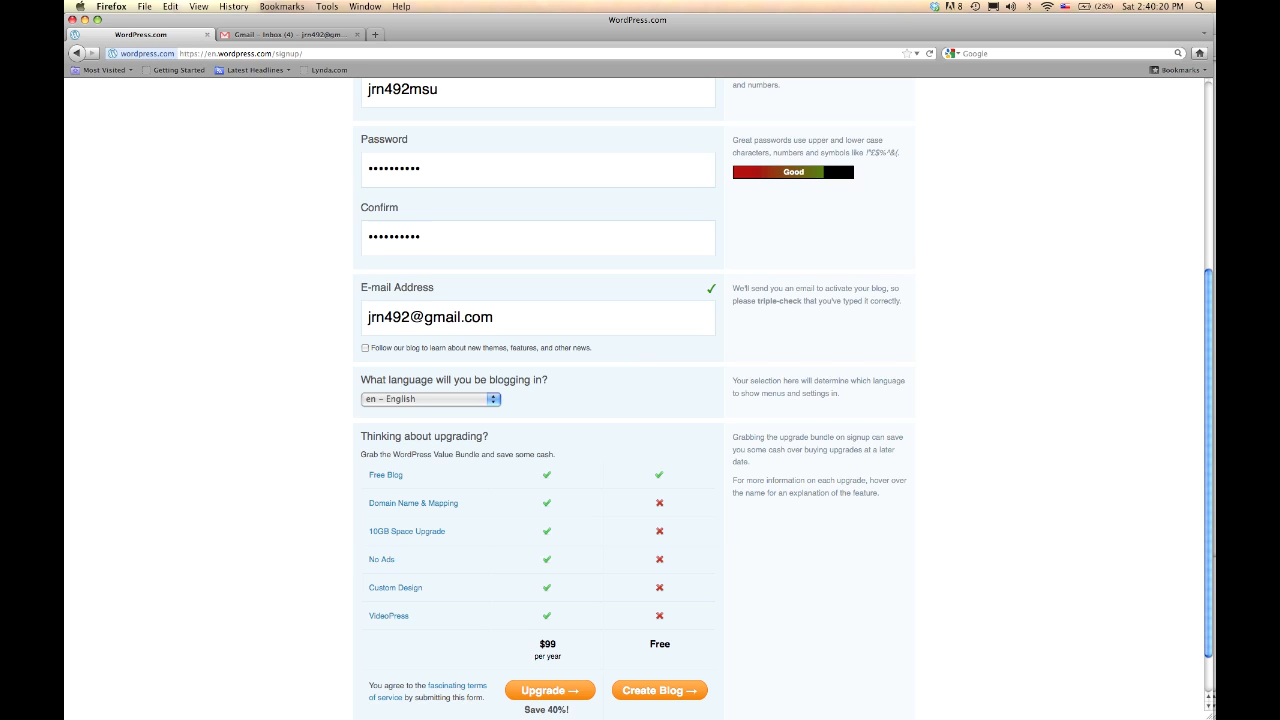 Firefox File Edit View History Bookmarks Tools Window Help
8 (28%) Sat 2:40:20 PM
WordPress.com
WordPress.com
Gmail - Inbox (4) - jrn492@gm...
wordpress.com https://en.wordpress.com/signup/
Google
Most Visited Getting Started Latest Headlines Lynda.com Bookmarks
jrn492msu
and numbers.
Password
Great passwords use upper and lower case
characters, numbers and symbols like !"£$%^&(.
••••••••••
Good
Confirm
••••••••••
E-mail Address
We'll send you an email to activate your blog, so
please triple-check that you've typed it correctly.
jrn492@gmail.com
Follow our blog to learn about new themes, features, and other news.
What language will you be blogging in?
Your selection here will determine which language
to show menus and settings in.
en – English
Thinking about upgrading?
Grab the WordPress Value Bundle and save some cash.
Grabbing the upgrade bundle on signup can save
you some cash over buying upgrades at a later
date.
For more information on each upgrade, hover over
the name for an explanation of the feature.
Free Blog
Domain Name & Mapping
10GB Space Upgrade
No Ads
Custom Design
VideoPress
$99
per year
Free
You agree to the fascinating terms
of service by submitting this form.
Upgrade →
Create Blog →
Save 40%!